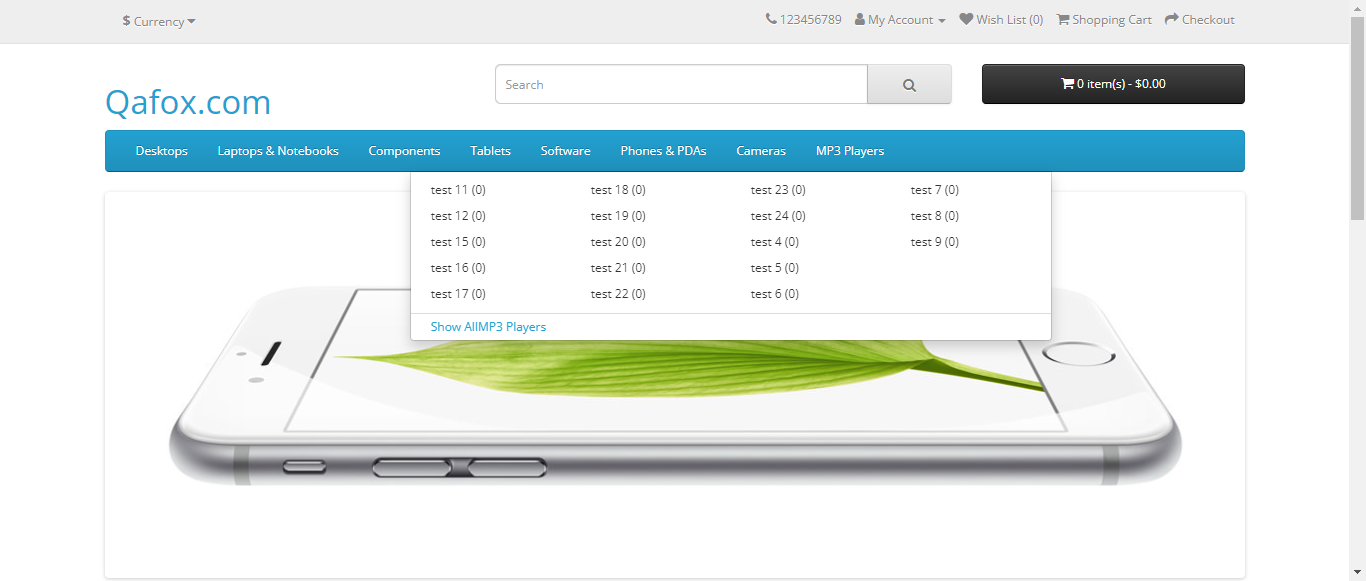 $ Currency
123456789 My Account Wish List (0) Shopping Cart Checkout
Qafox.com
Search
0 item(s) - $0.00
Desktops Laptops & Notebooks Components Tablets Software Phones & PDAs Cameras MP3 Players
test 11 (0) test 18 (0) test 23 (0) test 7 (0)
test 12 (0) test 19 (0) test 24 (0) test 8 (0)
test 15 (0) test 20 (0) test 4 (0) test 9 (0)
test 16 (0) test 21 (0) test 5 (0)
test 17 (0) test 22 (0) test 6 (0)
Show AllMP3 Players